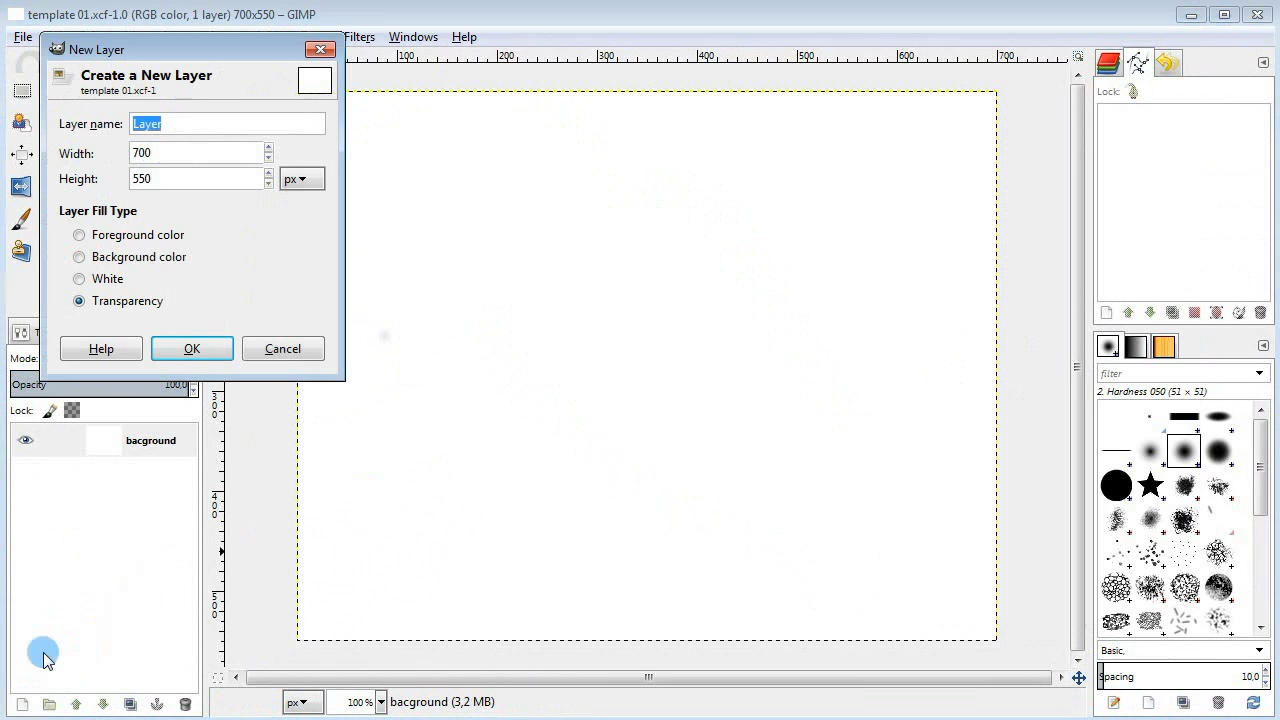 template 01.xcf-1.0 (RGB color, 1 layer) 700x550 – GIMP
File
Filters Windows Help
New Layer
Create a New Layer
template 01.xcf-1
Layer name: Layer
Width: 700
Height: 550 px
Layer Fill Type
Foreground color
Background color
White
Transparency
Help OK Cancel
100 200 300 400 500 600 700
Mode:
Opacity 100,0
Lock:
bacground
300
400
500
px 100 % bacground (3,2 MB)
Lock:
filter
2. Hardness 050 (51 × 51)
Basic,
Spacing 10,0